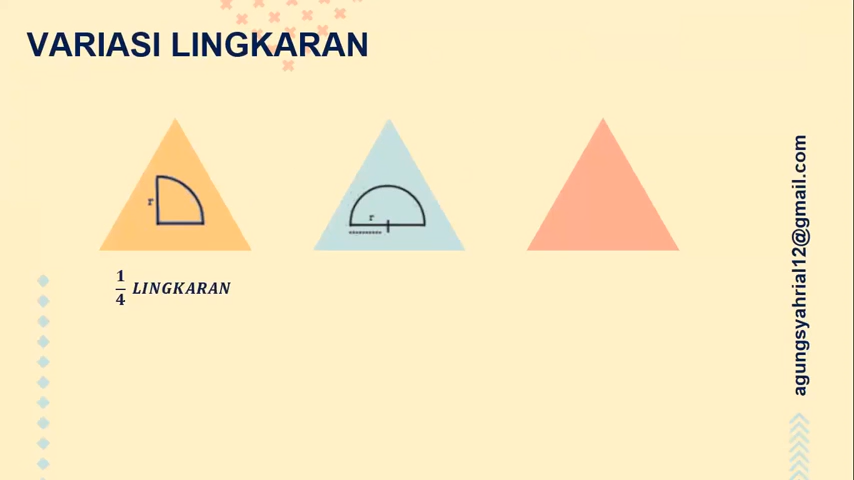 VARIASI LINGKARAN
r
r
1/4 LINGKARAN
agungsyahrial12@gmail.com